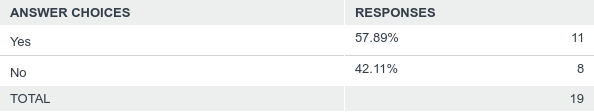 ANSWER CHOICES RESPONSES
Yes 57.89% 11
No 42.11% 8
TOTAL 19